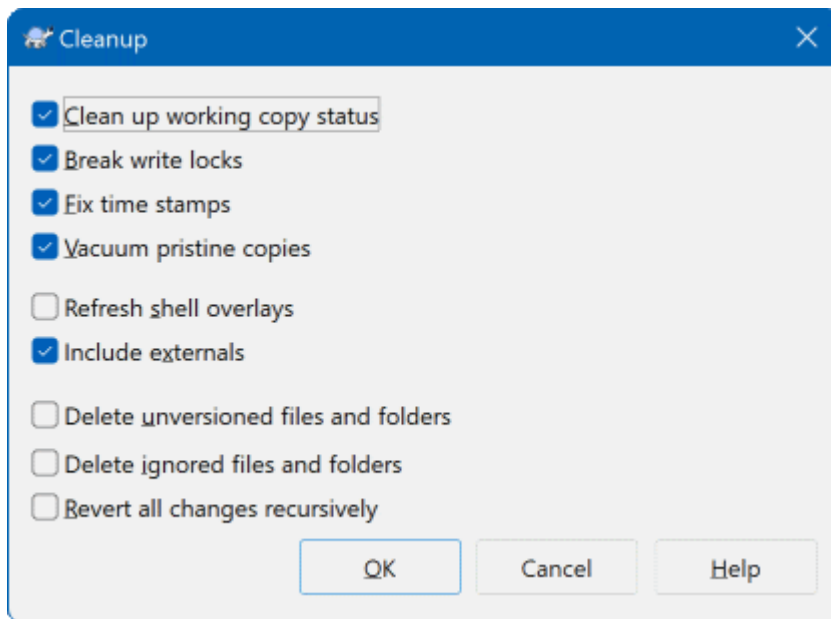 Cleanup
Clean up working copy status
Break write locks
Fix time stamps
Vacuum pristine copies
Refresh shell overlays
Include externals
Delete unversioned files and folders
Delete ignored files and folders
Revert all changes recursively
OK Cancel Help